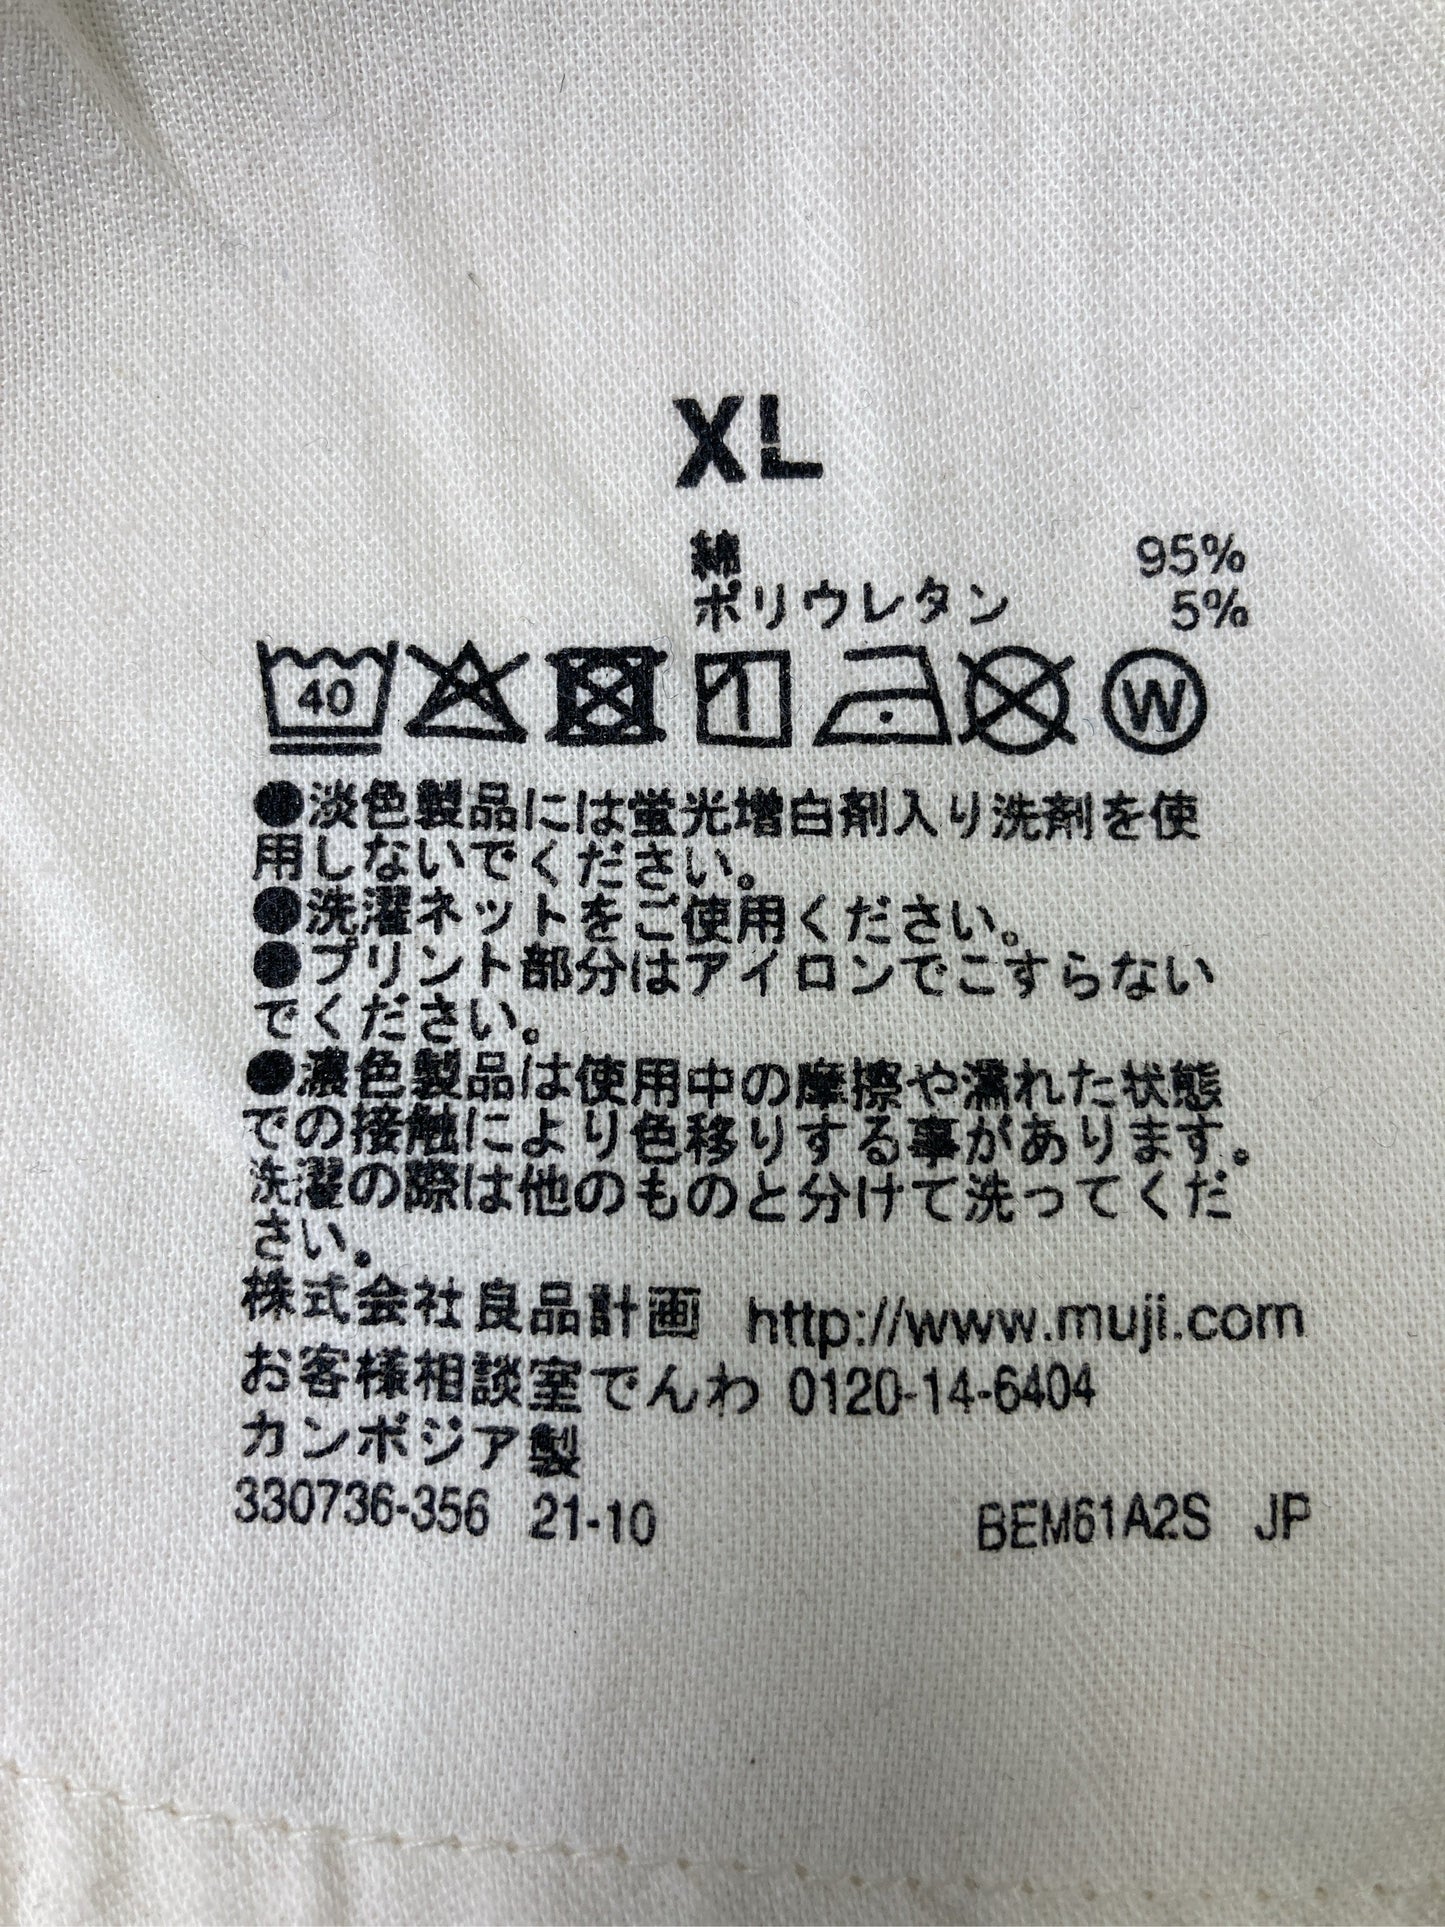 XL
綿 95%
ポリウレタン 5%
40 W
●淡色製品には蛍光増白剤入り洗剤を使
用しないでください。
●洗濯ネットをご使用ください。
●プリント部分はアイロンでこすらない
でください。
●濃色製品は使用中の摩擦や濡れた状態
での接触により色移りする事があります。
洗濯の際は他のものと分けて洗ってくだ
さい。
株式会社良品計画 http://www.muji.com
お客様相談室でんわ 0120-14-6404
カンボジア製
330736-356 21-10 BEM61A2S JP